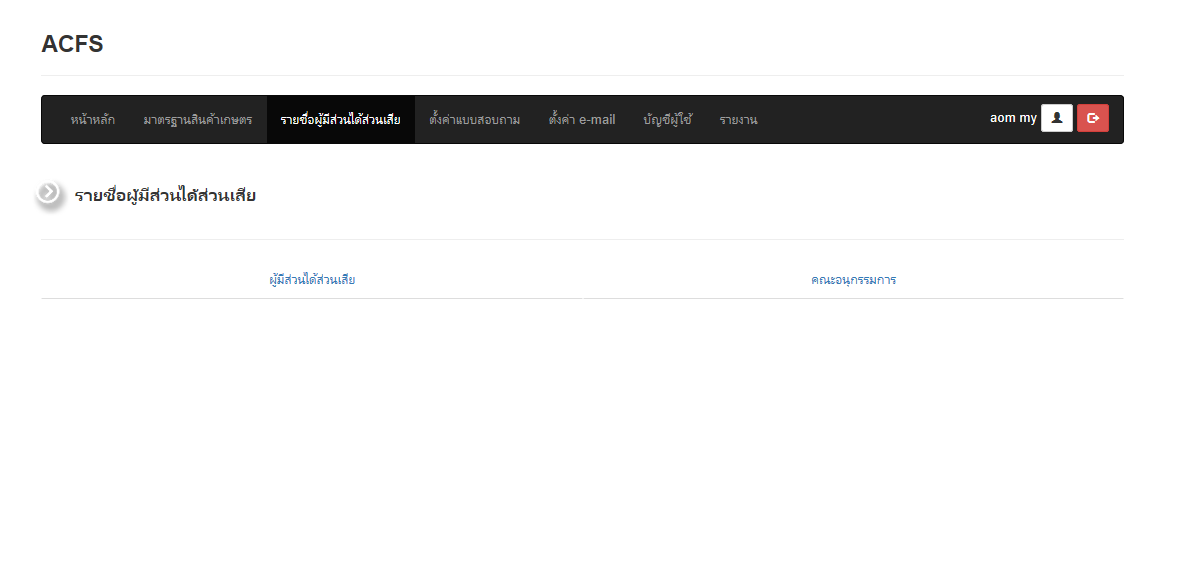 ACFS
หน้าหลัก มาตรฐานสินค้าเกษตร รายชื่อผู้มีส่วนได้ส่วนเสีย ตั้งค่าแบบสอบถาม ตั้งค่า e-mail บัญชีผู้ใช้ รายงาน aom my
รายชื่อผู้มีส่วนได้ส่วนเสีย
ผู้มีส่วนได้ส่วนเสีย คณะอนุกรรมการ